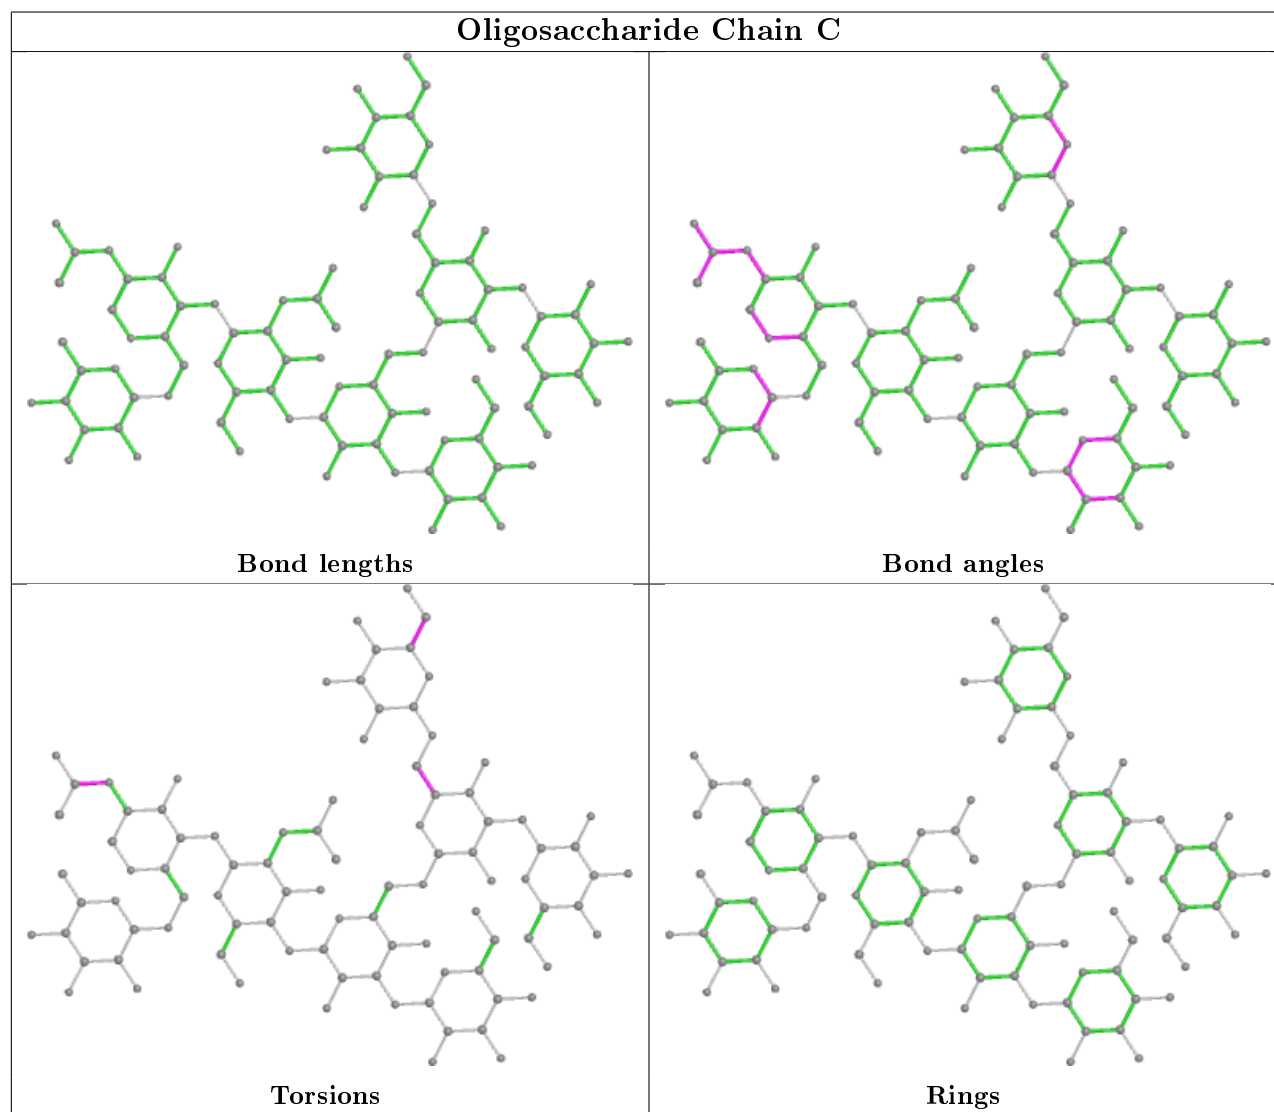 Oligosaccharide Chain C
Bond lengths
Bond angles
Torsions
Rings